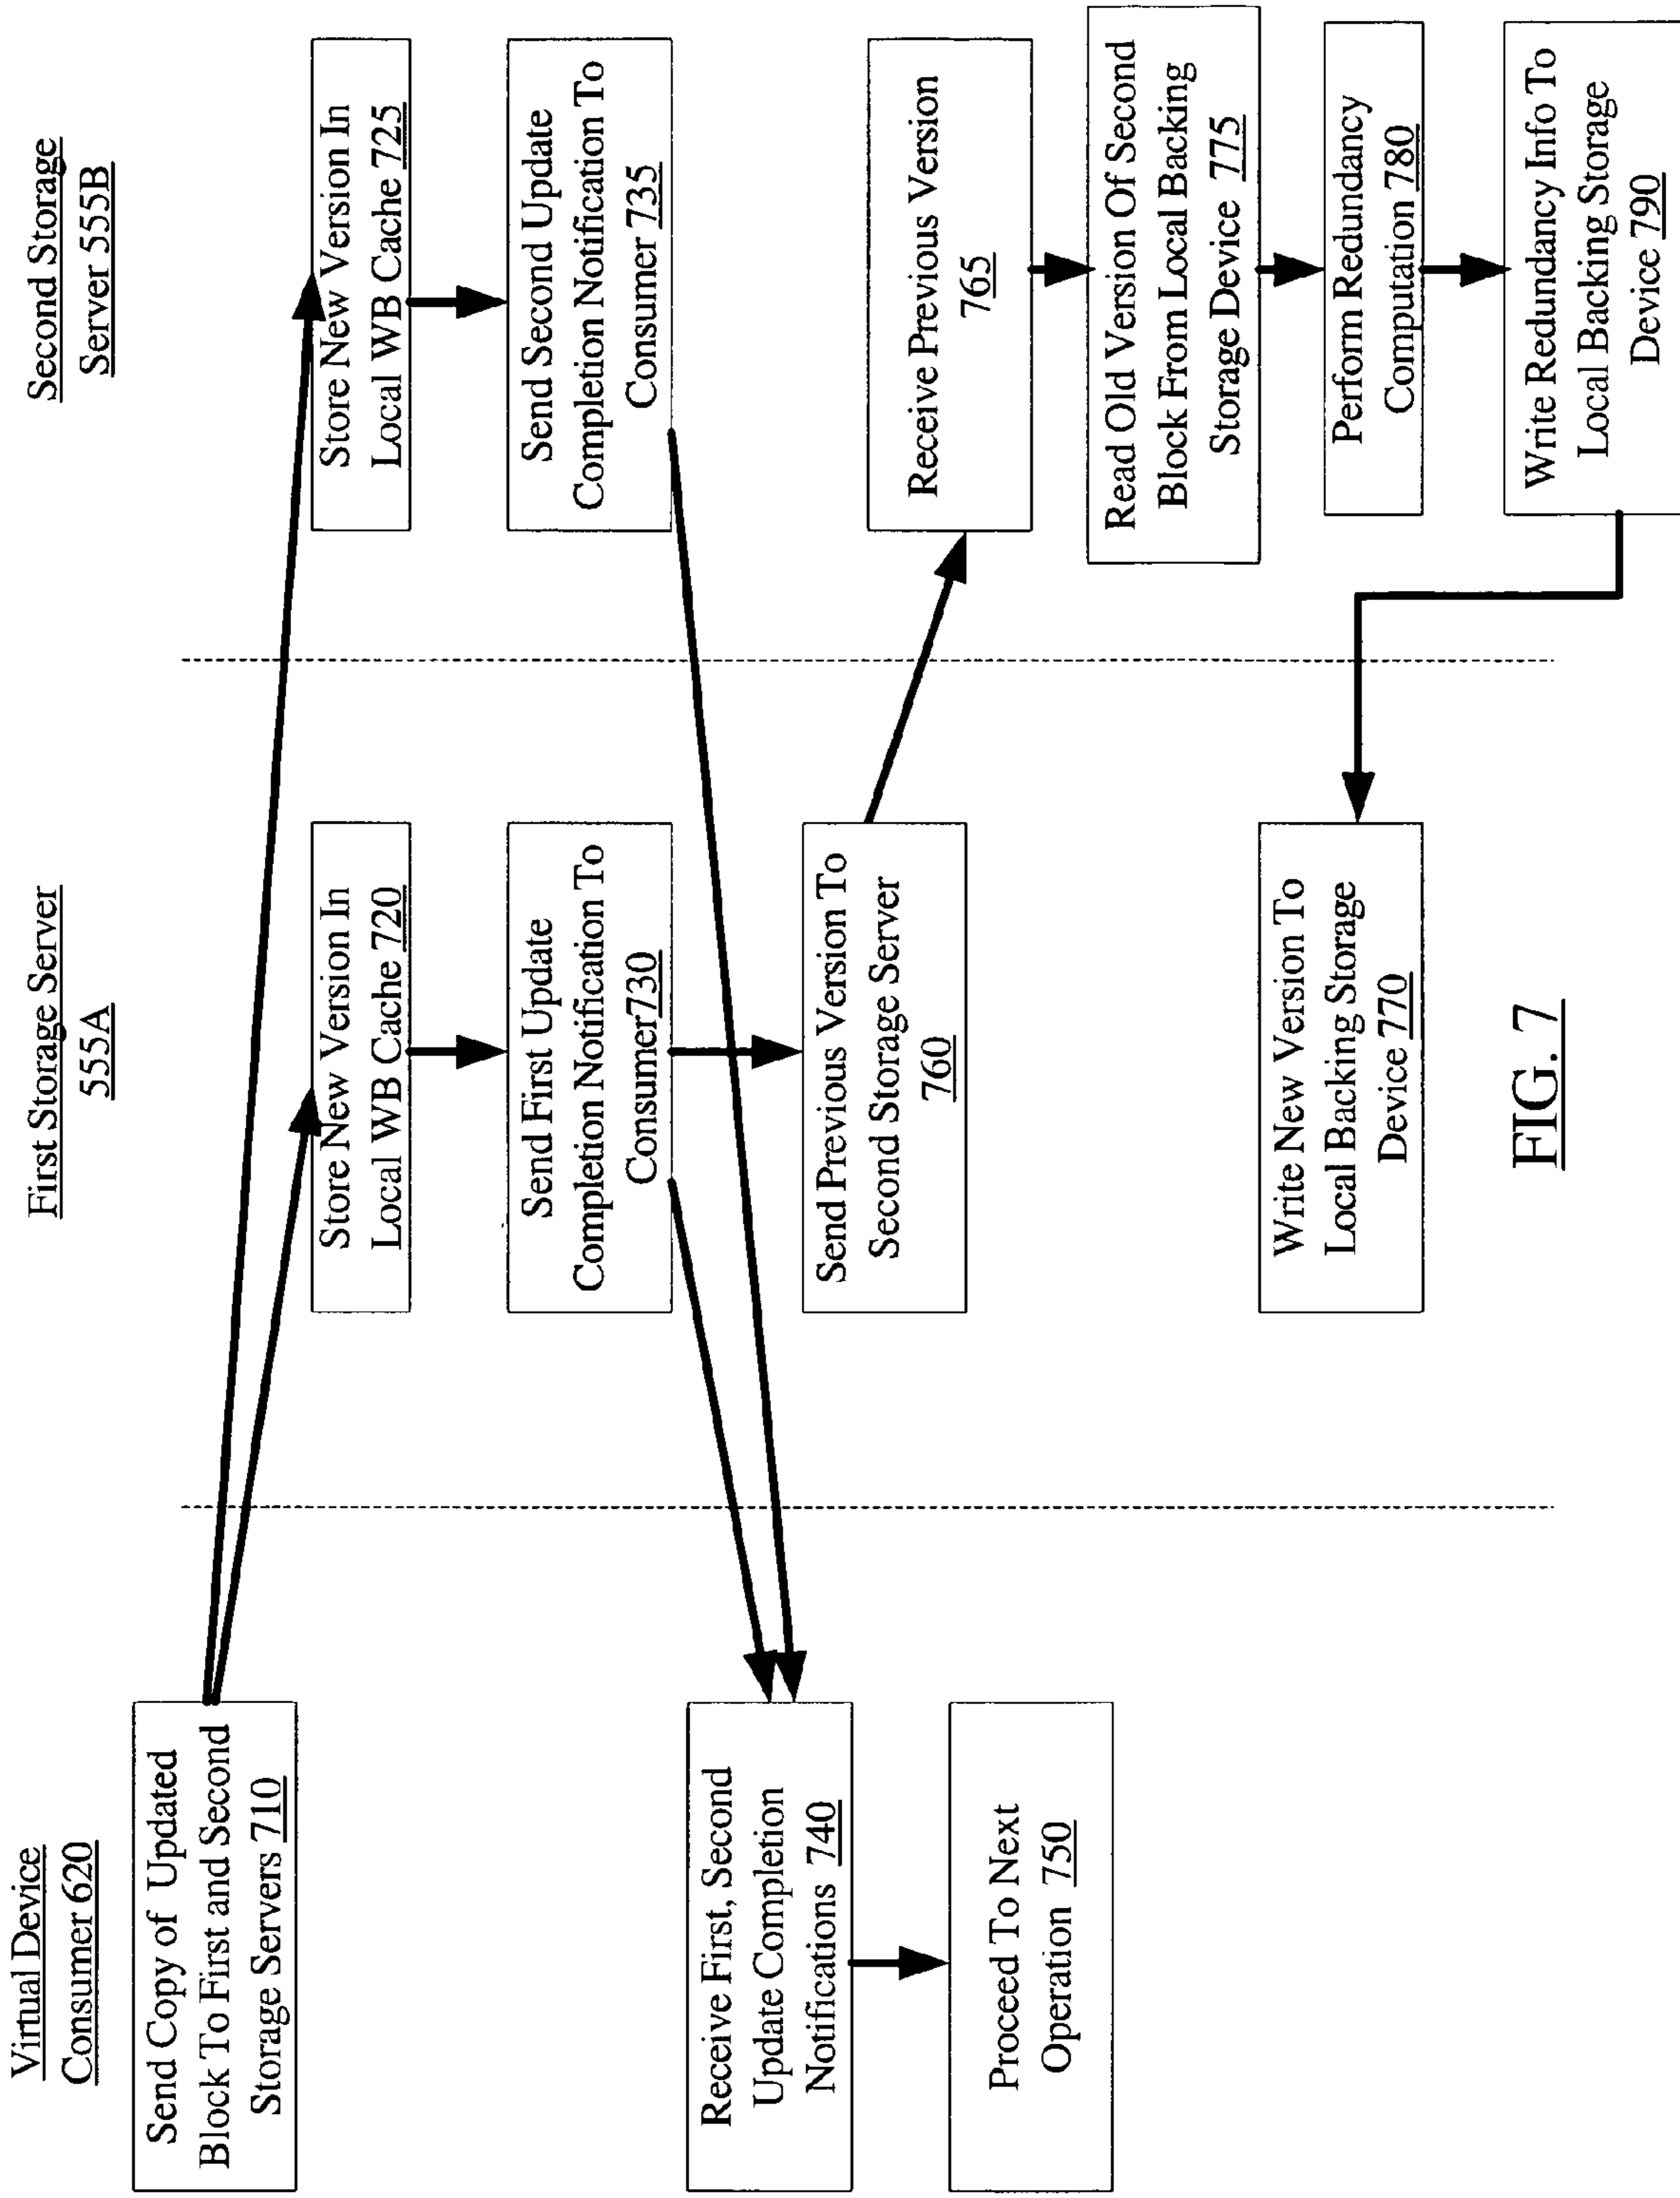 Virtual Device
Consumer 620
Send Copy of Updated
Block To First and Second
Storage Servers 710
Receive First, Second
Update Completion
Notifications 740
Proceed To Next
Operation 750
First Storage Server
555A
Store New Version In
Local WB Cache 720
Send First Update
Completion Notification To
Consumer730
Send Previous Version To
Second Storage Server
760
Write New Version To
Local Backing Storage
Device 770
Second Storage
Server 555B
Store New Version In
Local WB Cache 725
Send Second Update
Completion Notification To
Consumer 735
Receive Previous Version
765
Read Old Version Of Second
Block From Local Backing
Storage Device 775
Perform Redundancy
Computation 780
Write Redundancy Info To
Local Backing Storage
Device 790
FIG. 7